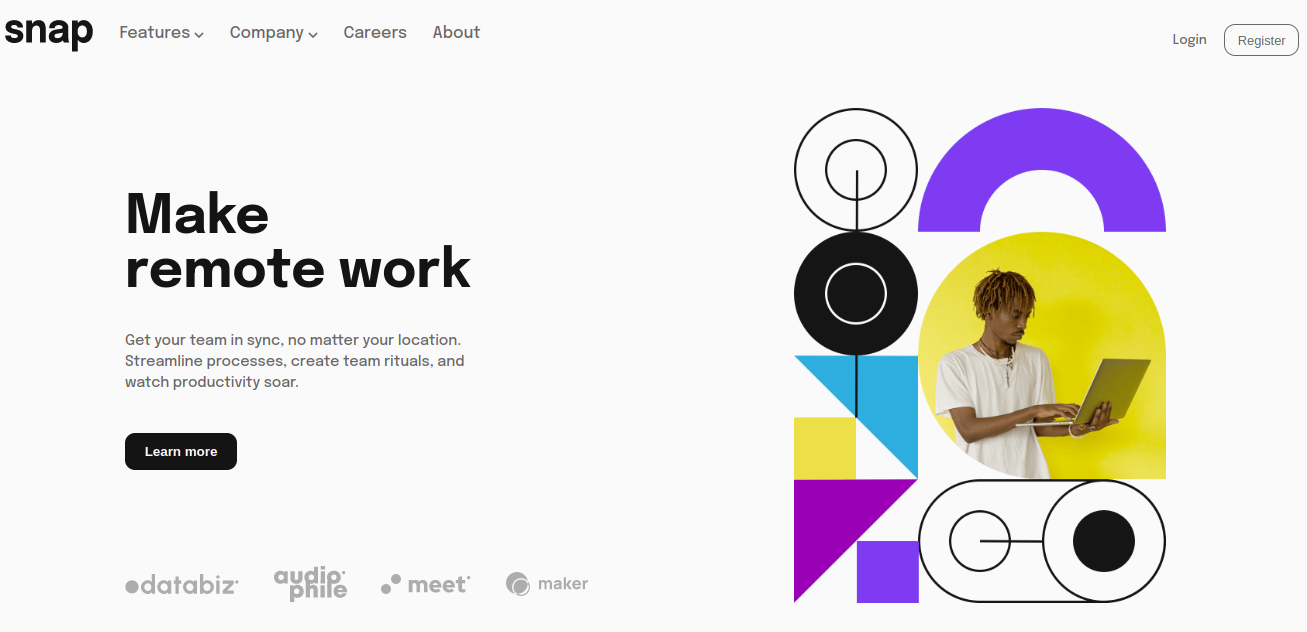 snap Features Company Careers About Login Register
Make
remote work
Get your team in sync, no matter your location.
Streamline processes, create team rituals, and
watch productivity soar.
Learn more
databiz audiophile meet maker